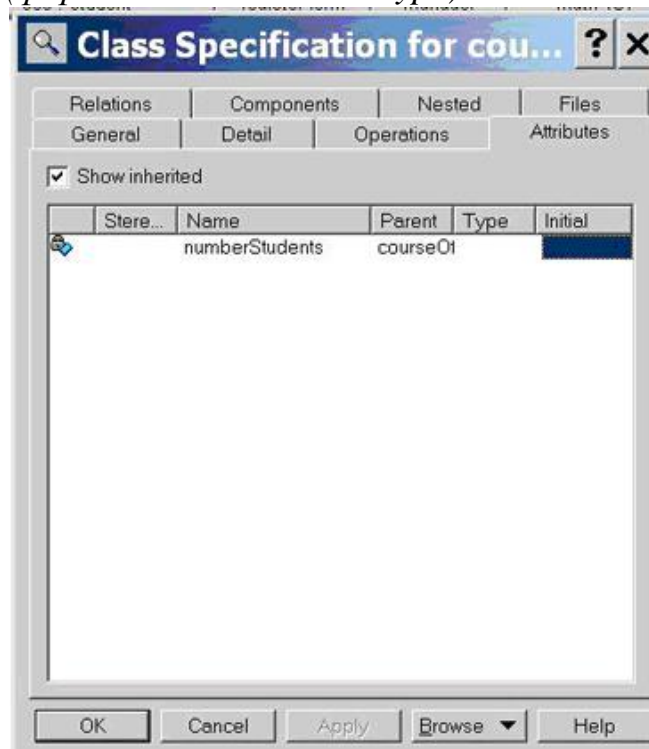 Class Specification for cou... ? ×
Relations Components Nested Files
General Detail Operations Attributes
Show inherited
Stere... Name Parent Type Initial
numberStudents courseOf
OK Cancel Apply Browse Help